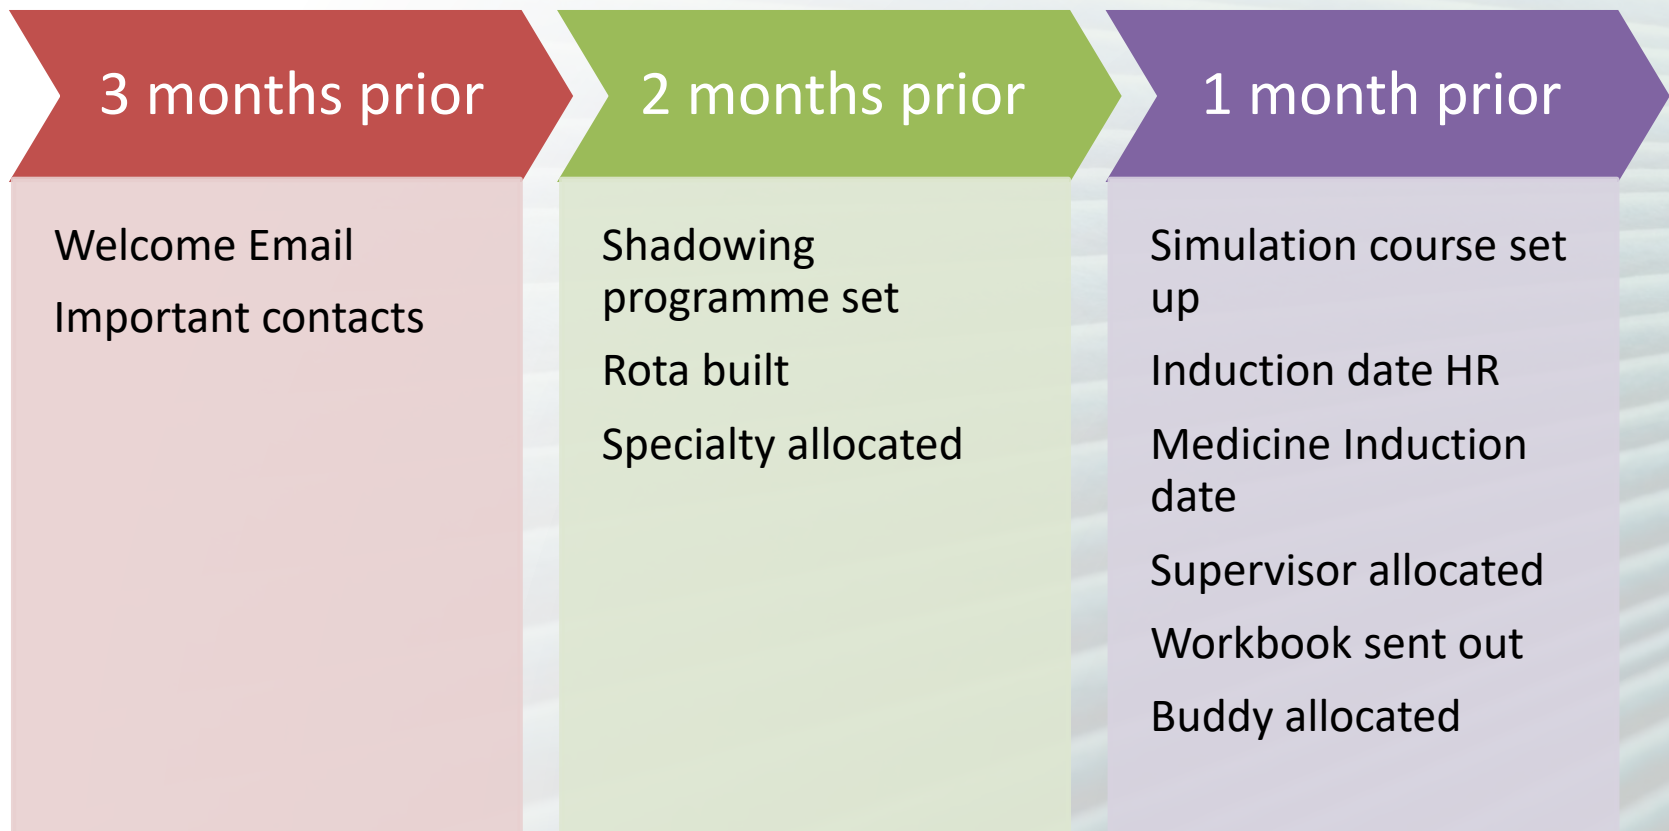 3 months prior
Welcome Email
Important contacts
2 months prior
Shadowing
programme set
Rota built
Specialty allocated
1 month prior
Simulation course set
up
Induction date HR
Medicine Induction
date
Supervisor allocated
Workbook sent out
Buddy allocated